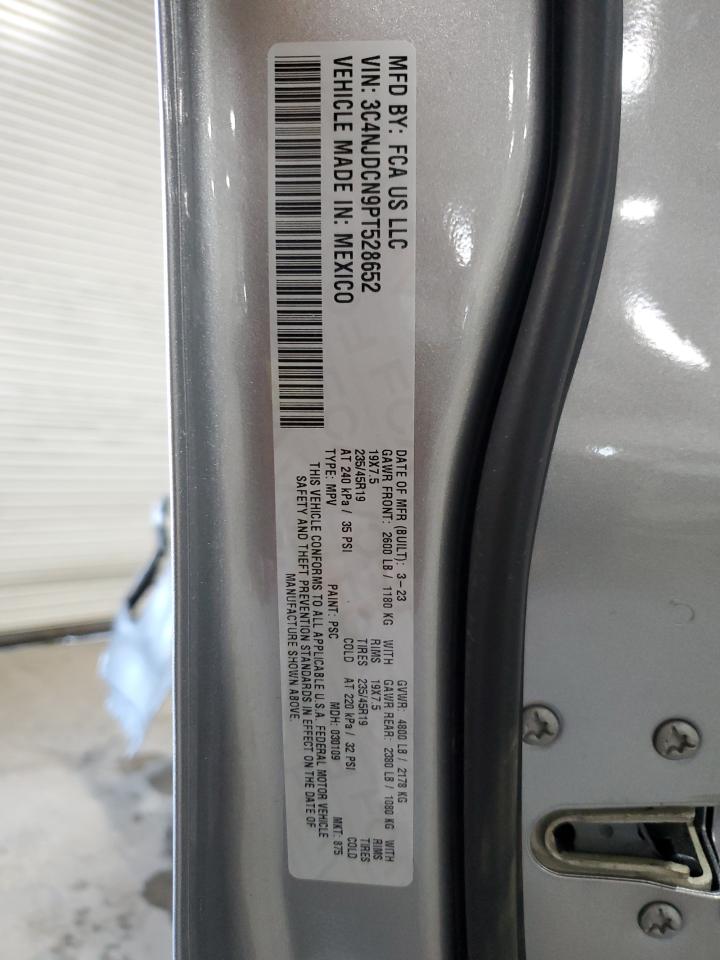 MFD BY: FCA US LLC
VIN: 3C4NJDCN9PT528652
VEHICLE MADE IN: MEXICO
DATE OF MFR (BUILT): 3-23 GVWR: 4800 LB / 2178 KG
GAWR FRONT: 2600 LB / 1180 KG WITH GAWR REAR: 2380 LB / 1080 KG WITH
19X7.5 RIMS 19X7.5 RIMS
235/45R19 TIRES 235/45R19 TIRES
AT 240 kPa / 35 PSI COLD AT 220 kPa / 32 PSI COLD
TYPE: MPV PAINT: PSC MDH: 030109 MKT: 875
THIS VEHICLE CONFORMS TO ALL APPLICABLE U.S.A. FEDERAL MOTOR VEHICLE
SAFETY AND THEFT PREVENTION STANDARDS IN EFFECT ON THE DATE OF
MANUFACTURE SHOWN ABOVE.